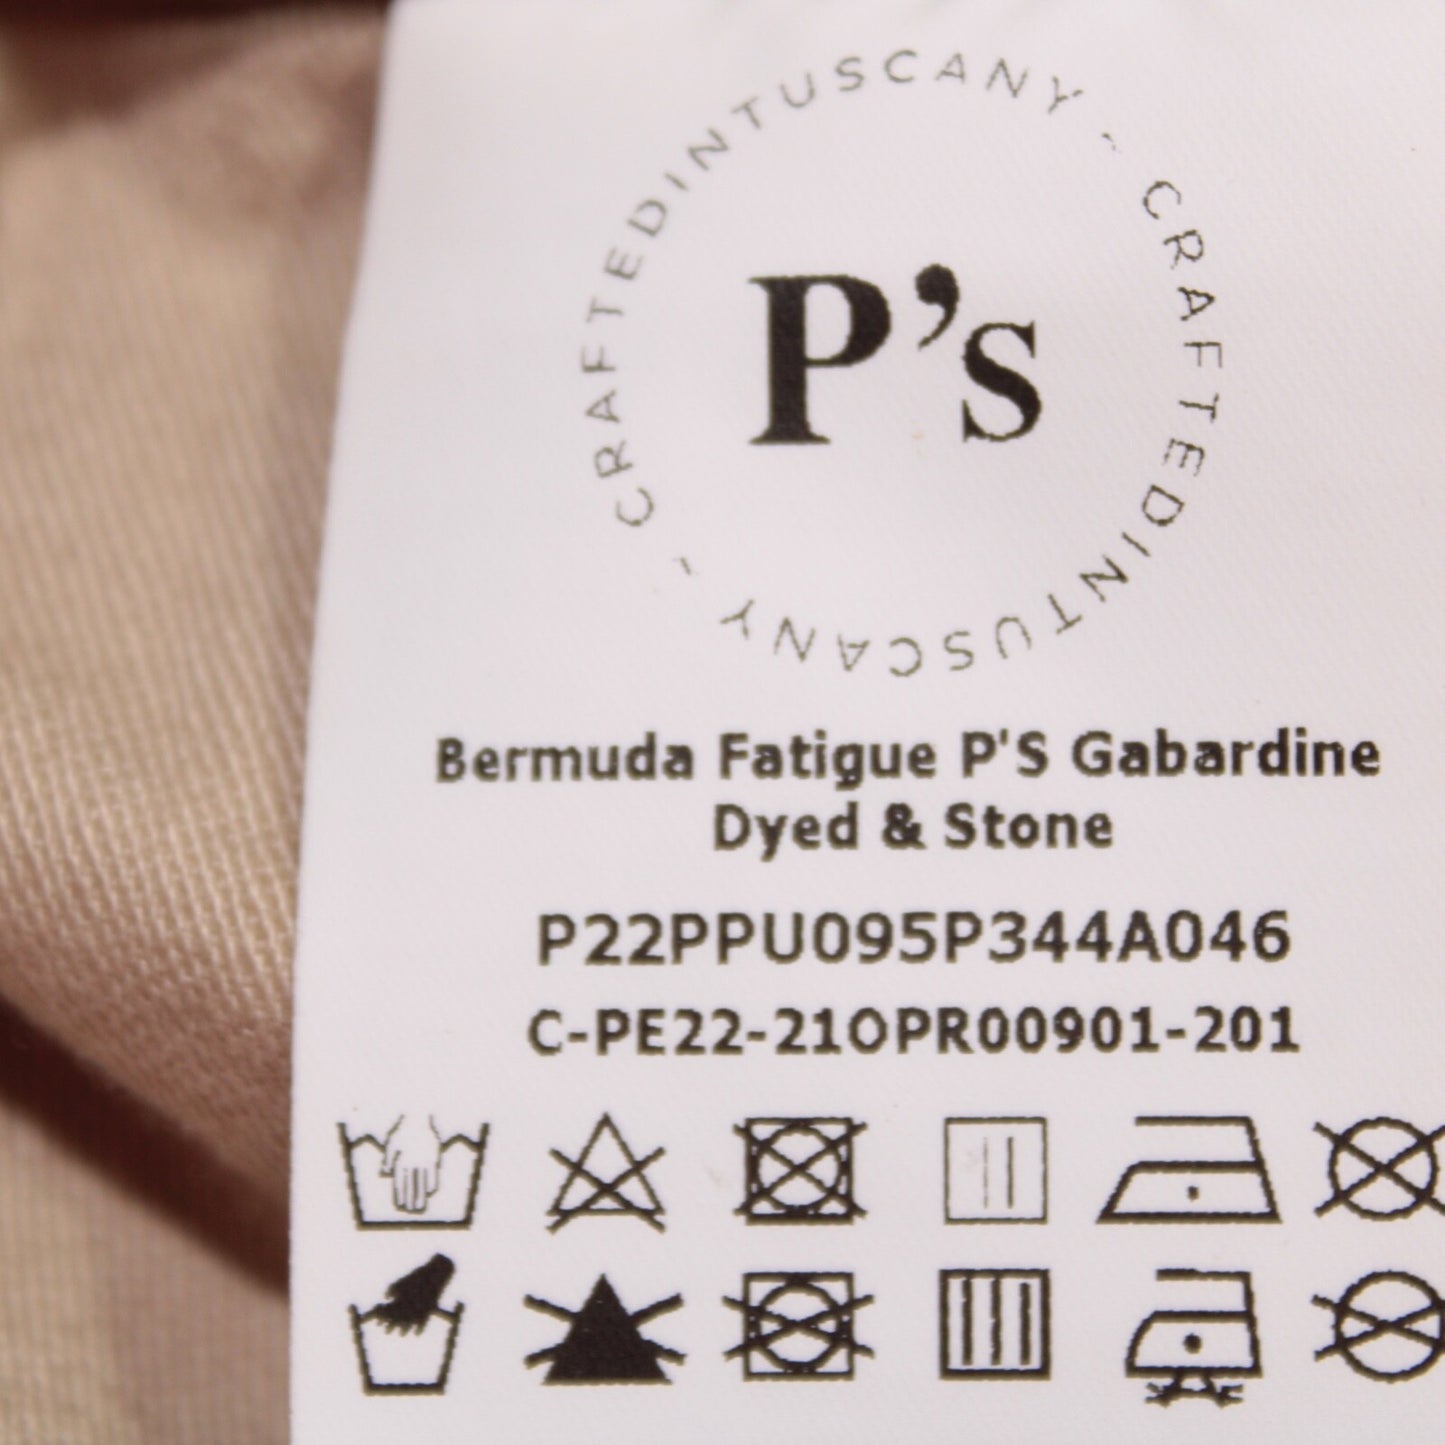 CRAFTEDINTUSCANY - CRAFTEDINTUSCANY -
P's
Bermuda Fatigue P'S Gabardine
Dyed & Stone
P22PPU095P344A046
C-PE22-21OPR00901-201